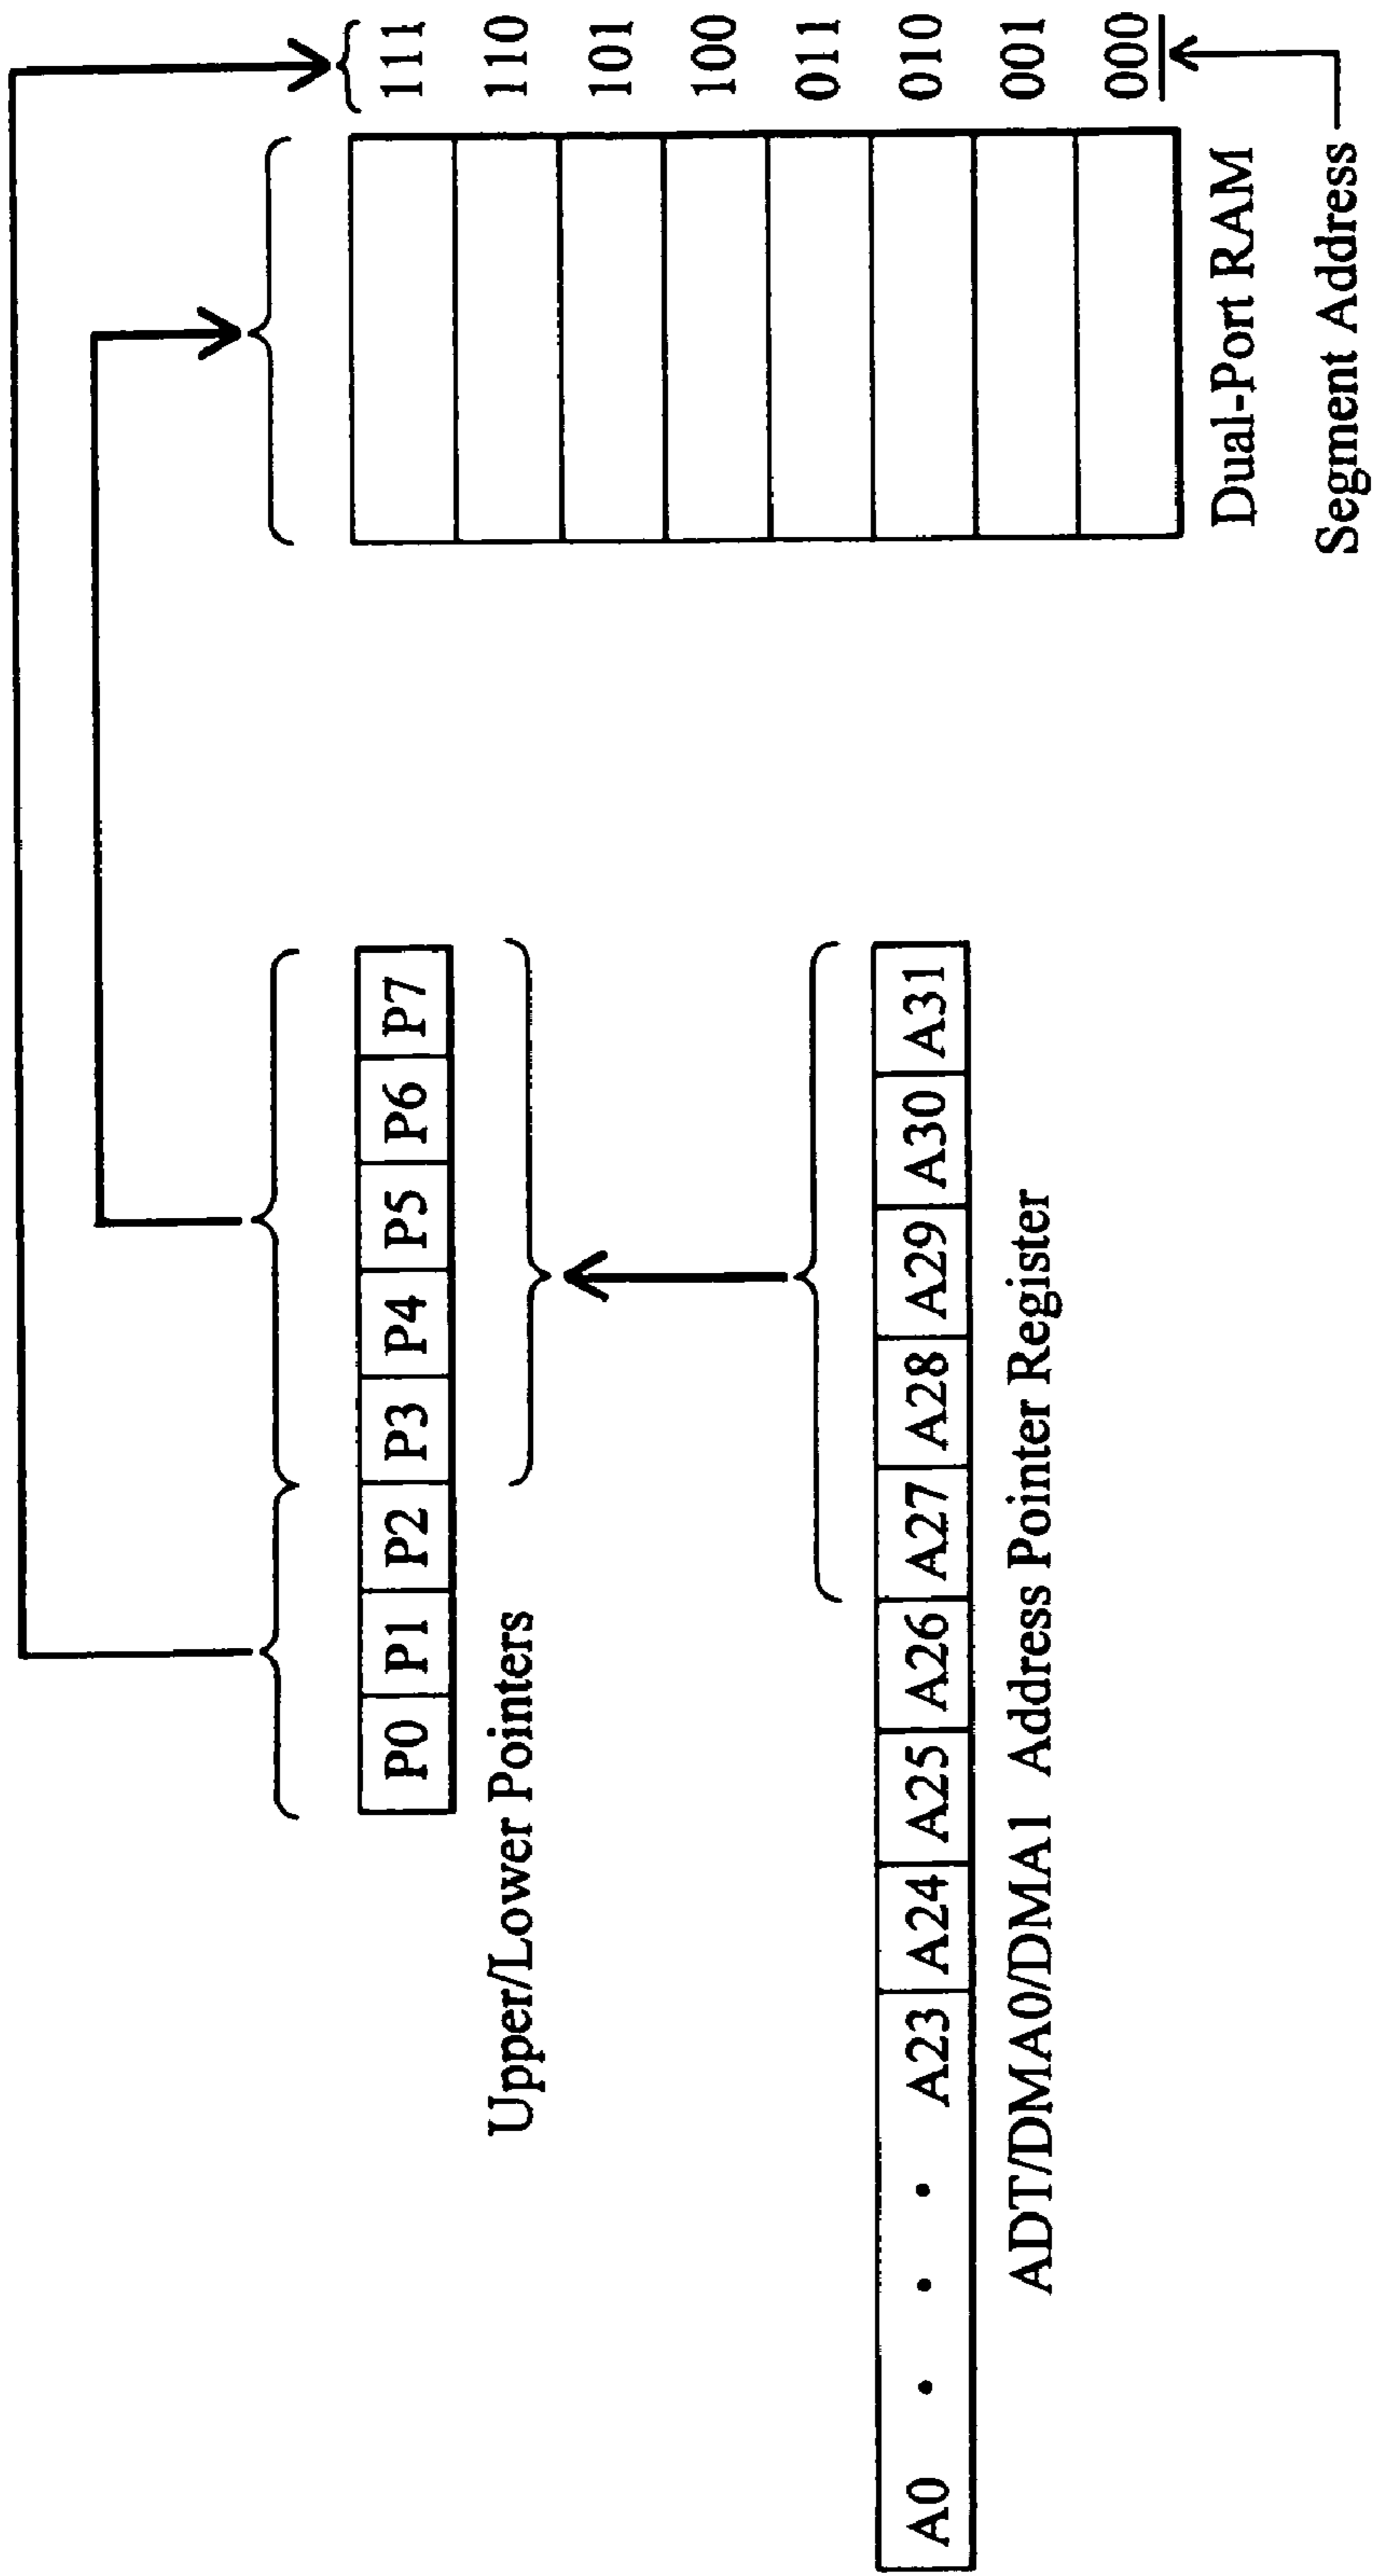 P0 P1 P2 P3 P4 P5 P6 P7
Upper/Lower Pointers
A0 • • • A23 A24 A25 A26 A27 A28 A29 A30 A31
ADT/DMA0/DMA1 Address Pointer Register
111
110
101
100
011
010
001
000
Dual-Port RAM
Segment Address